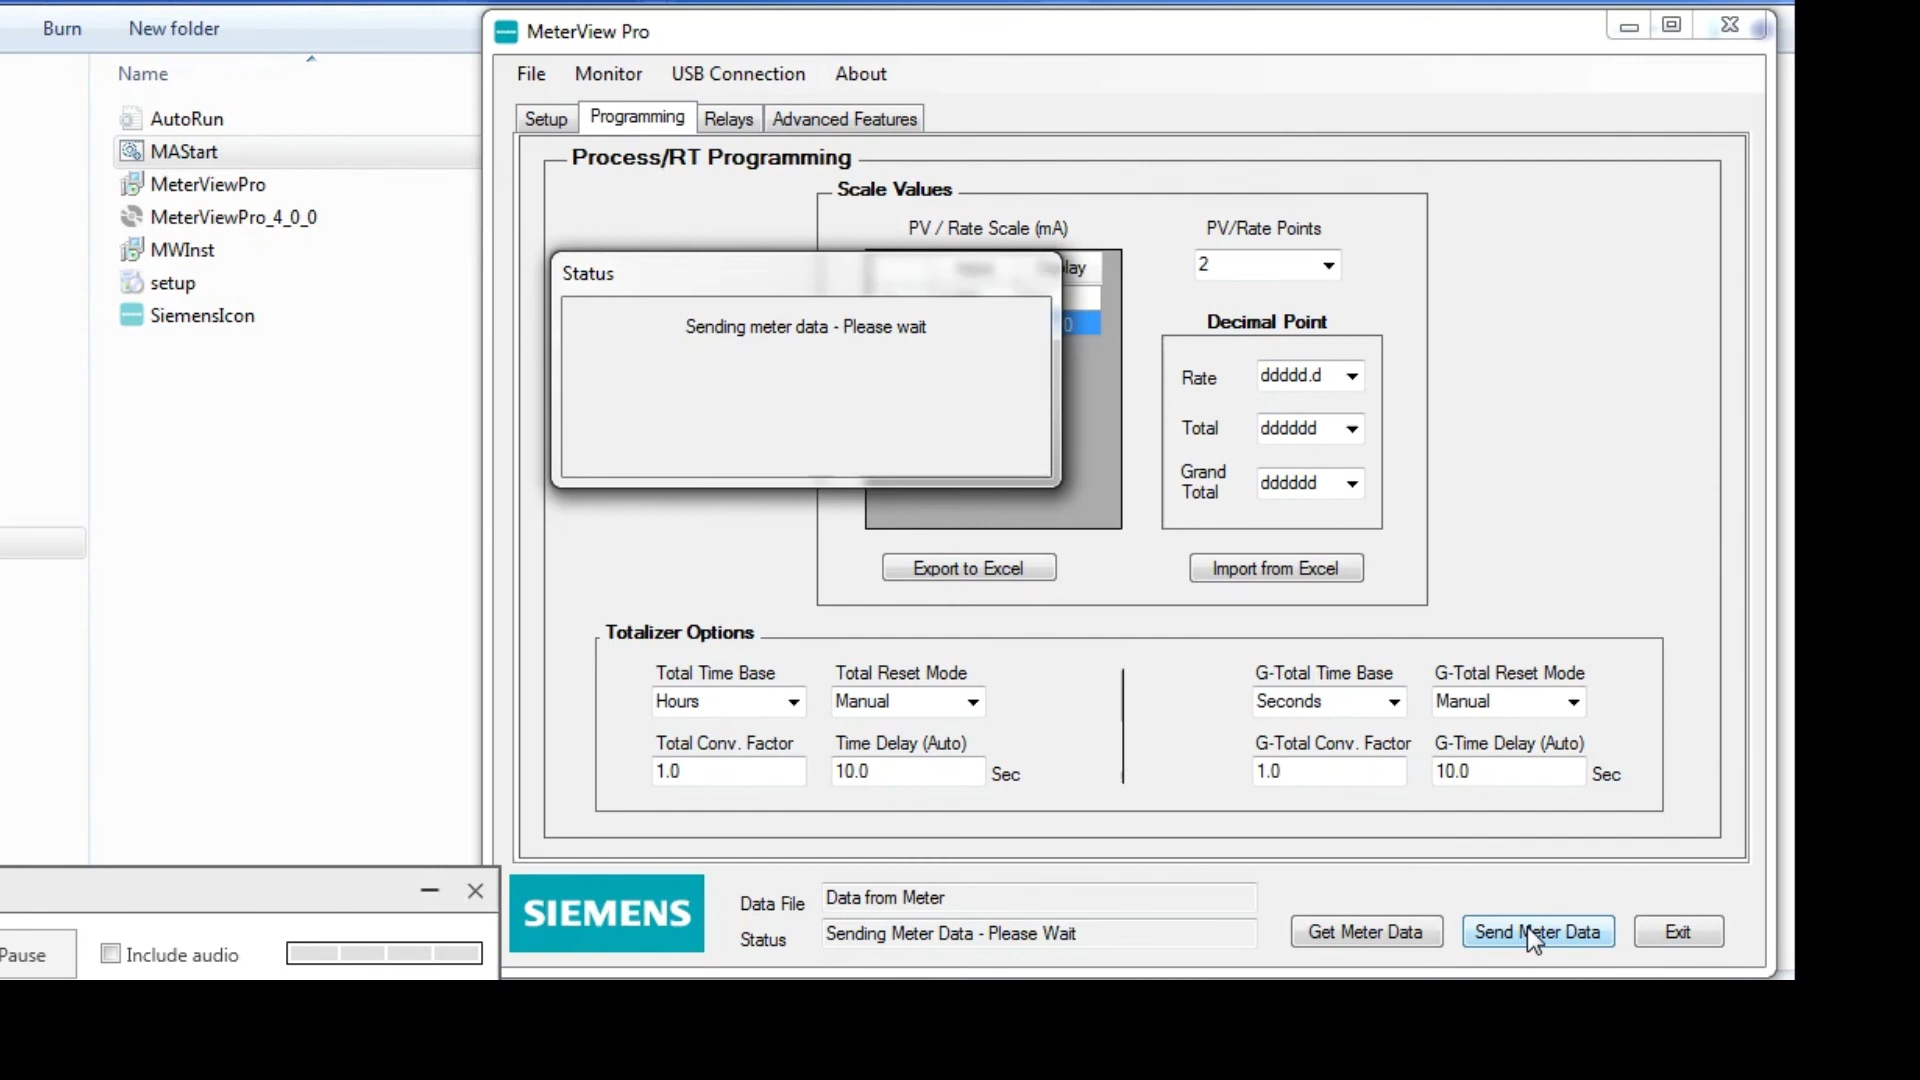 Burn New folder
MeterView Pro
Name
AutoRun
MAStart
MeterViewPro
MeterViewPro_4_0_0
MWInst
setup
SiemensIcon
File Monitor USB Connection About
Setup Programming Relays Advanced Features
Process/RT Programming
Scale Values
PV / Rate Scale (mA)
PV/Rate Points
2
Status
Sending meter data - Please wait
Decimal Point
Rate ddddd.d
Total dddddd
Grand
Total
dddddd
Export to Excel Import from Excel
Totalizer Options
Total Time Base Total Reset Mode G-Total Time Base G-Total Reset Mode
Hours Manual Seconds Manual
Total Conv. Factor Time Delay (Auto) G-Total Conv. Factor G-Time Delay (Auto)
1.0 10.0 Sec 1.0 10.0 Sec
SIEMENS
Data File Data from Meter
Status Sending Meter Data - Please Wait
Get Meter Data Send Meter Data Exit
Pause Include audio